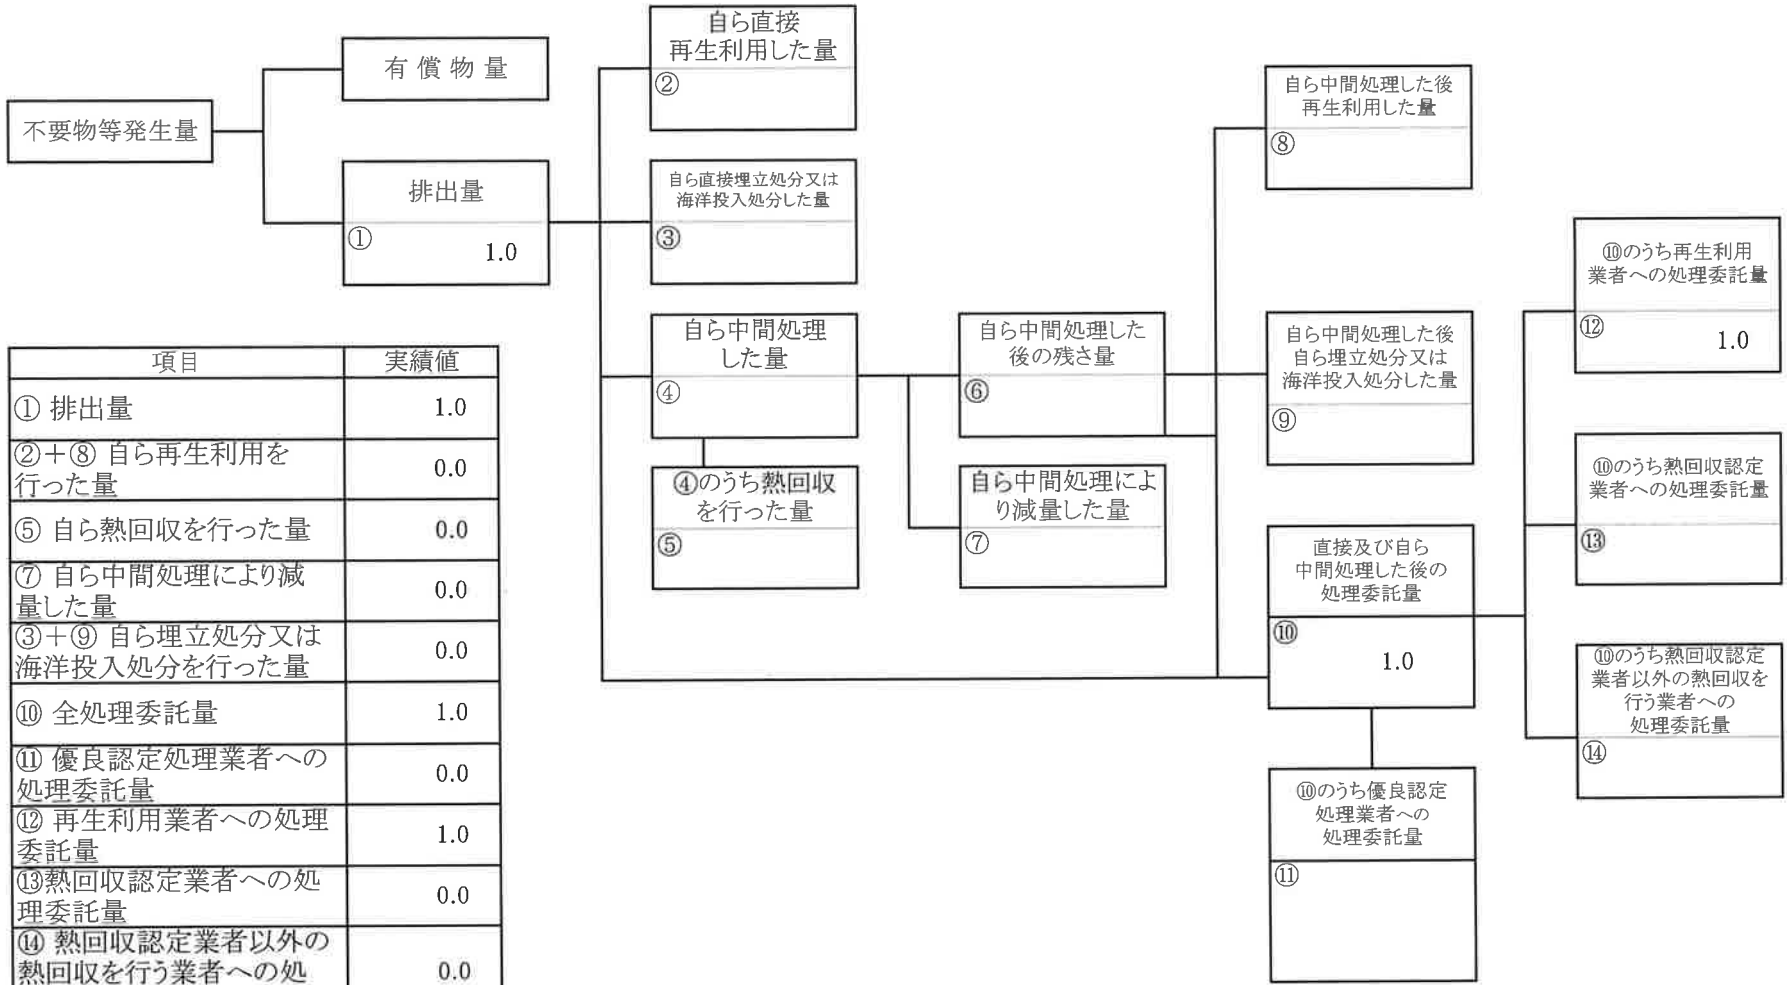 不要物等発生量
有償物量
排出量
①
1.0
自ら直接
再生利用した量
②
自ら直接埋立処分又は
海洋投入処分した量
③
自ら中間処理
した量
④
④のうち熱回収
を行った量
⑤
自ら中間処理した
後の残さ量
⑥
自ら中間処理によ
り減量した量
⑦
自ら中間処理した後
再生利用した量
⑧
自ら中間処理した後
自ら埋立処分又は
海洋投入処分した量
⑨
直接及び自ら
中間処理した後の
処理委託量
⑩
1.0
⑩のうち優良認定
処理業者への
処理委託量
⑪
⑩のうち再生利用
業者への処理委託量
⑫
1.0
⑩のうち熱回収認定
業者への処理委託量
⑬
⑩のうち熱回収認定
業者以外の熱回収を
行う業者への
処理委託量
⑭
項目 実績値
① 排出量 1.0
②+⑧ 自ら再生利用を
行った量 0.0
⑤ 自ら熱回収を行った量 0.0
⑦ 自ら中間処理により減
量した量 0.0
③+⑨ 自ら埋立処分又は
海洋投入処分を行った量 0.0
⑩ 全処理委託量 1.0
⑪ 優良認定処理業者への
処理委託量 0.0
⑫ 再生利用業者への処理
委託量 1.0
⑬熱回収認定業者への処
理委託量 0.0
⑭ 熱回収認定業者以外の
熱回収を行う業者への処 0.0